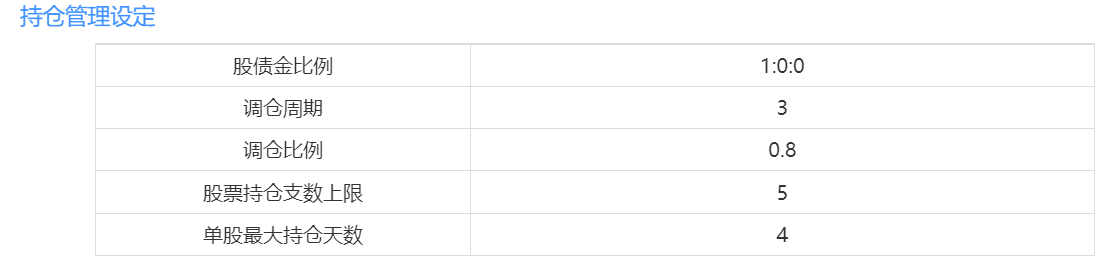 持仓管理设定
股债金比例 1:0:0
调仓周期 3
调仓比例 0.8
股票持仓支数上限 5
单股最大持仓天数 4